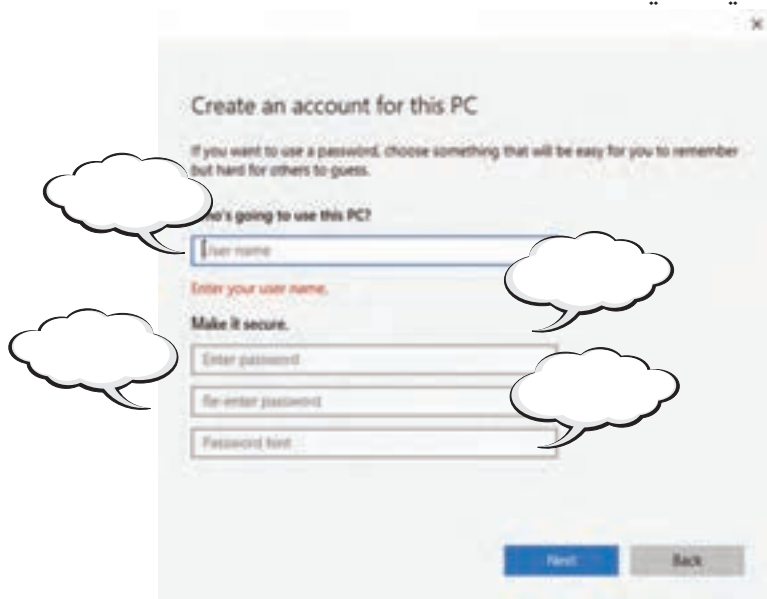 Create an account for this PC
If you want to use a password, choose something that will be easy for you to remember
but hard for others to guess.
ho's going to use this PC?
User name
Enter your user name.
Make it secure.
Enter password
Re-enter password
Password hint
Next
Back